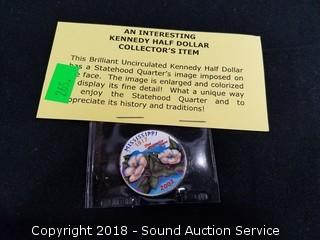 AN INTERESTING
KENNEDY HALF DOLLAR
COLLECTOR'S ITEM
This Brilliant Uncirculated Kennedy Half Dollar
has a Statehood Quarter's image imposed on
face. The image is enlarged and colorized
display its fine detail! What a unique way
enjoy the Statehood Quarter and to
appreciate its history and traditions!
MISSISSIPPI
1817
2002
Copyright 2018 - Sound Auction Service